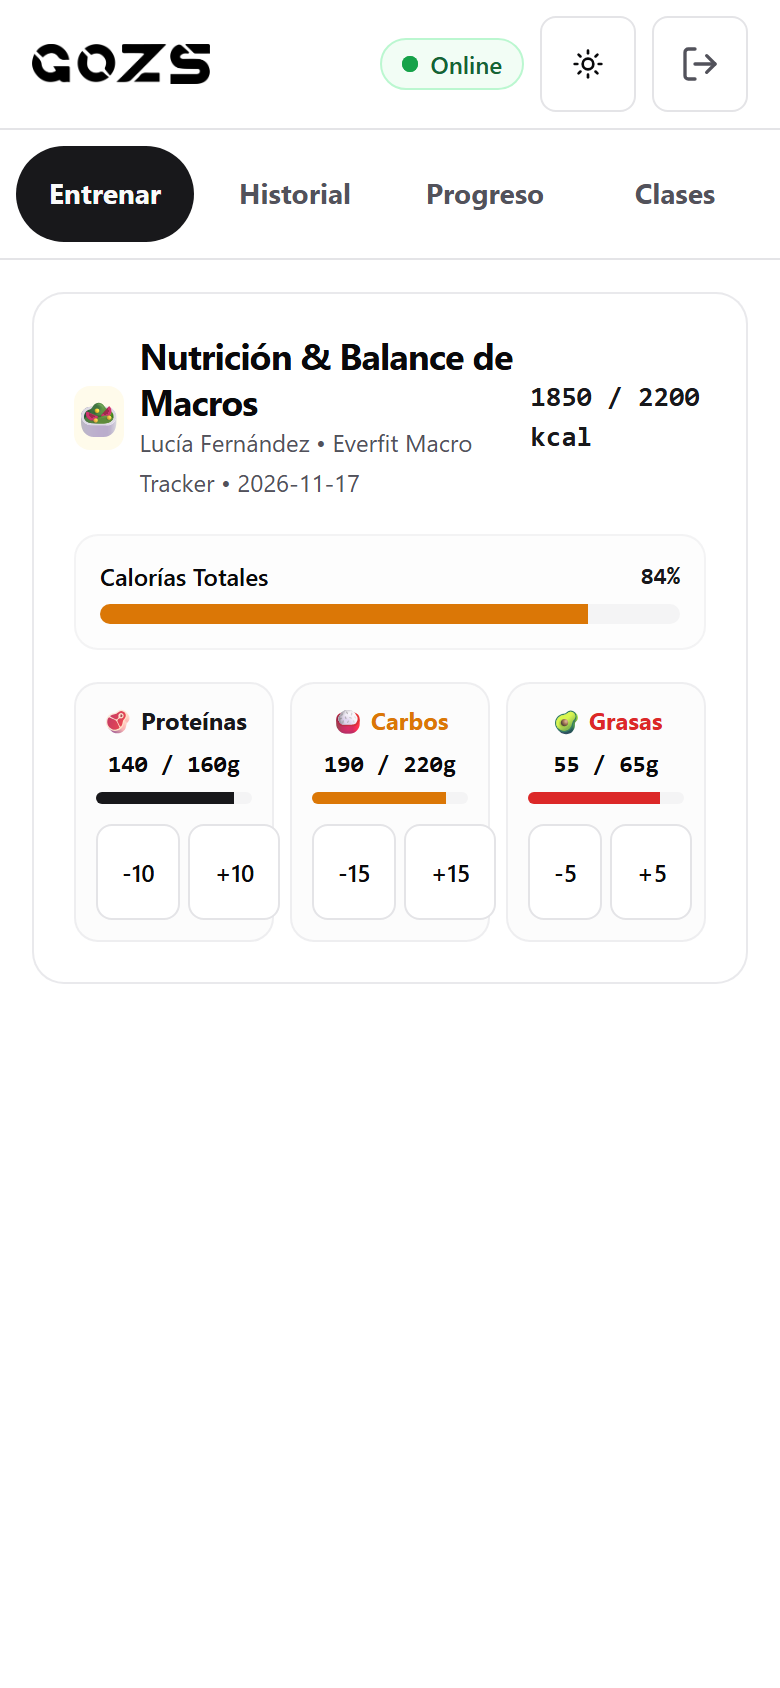 GOZS
Online
Entrenar Historial Progreso Clases
Nutrición & Balance de
Macros
Lucía Fernández • Everfit Macro
Tracker • 2026-11-17
1850 / 2200
kcal
Calorías Totales 84%
Proteínas
140 / 160g
-10 +10
Carbos
190 / 220g
-15 +15
Grasas
55 / 65g
-5 +5